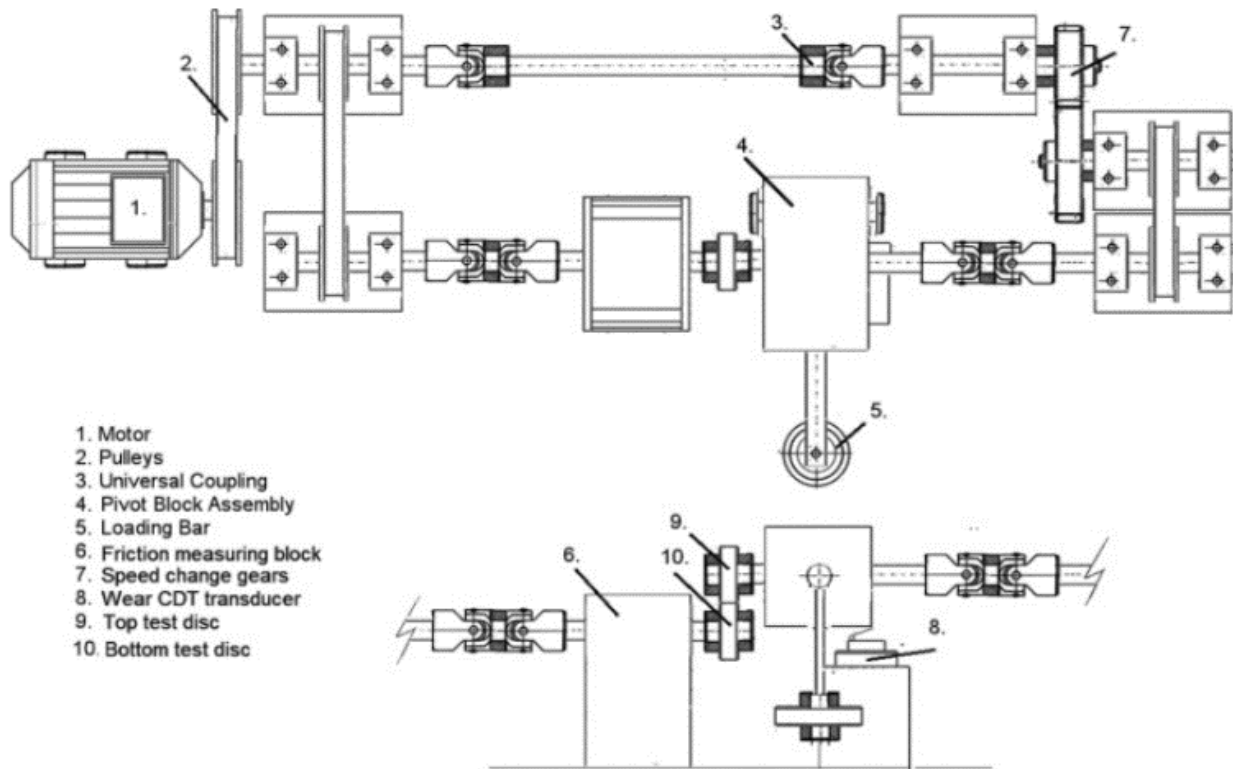 3.
7.
2.
4.
1.
5.
1. Motor
2. Pulleys
3. Universal Coupling
4. Pivot Block Assembly
5. Loading Bar
6. Friction measuring block
7. Speed change gears
8. Wear CDT transducer
9. Top test disc
10. Bottom test disc
9.
6.
10.
8.